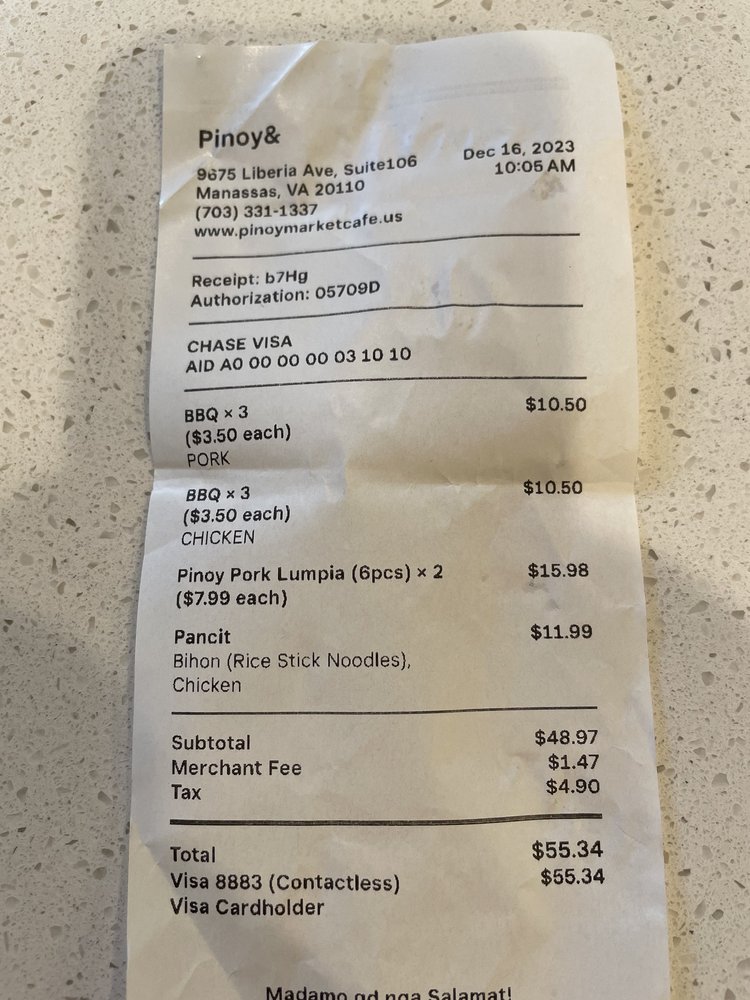 Pinoy&
9675 Liberia Ave, Suite106
Manassas, VA 20110
(703) 331-1337
www.pinoymarketcafe.us
Dec 16, 2023
10:05 AM
Receipt: b7Hg
Authorization: 05709D
CHASE VISA
AID A0 00 00 00 03 10 10
BBQ × 3 $10.50
($3.50 each)
PORK
BBQ × 3 $10.50
($3.50 each)
CHICKEN
Pinoy Pork Lumpia (6pcs) × 2 $15.98
($7.99 each)
Pancit $11.99
Bihon (Rice Stick Noodles),
Chicken
Subtotal $48.97
Merchant Fee $1.47
Tax $4.90
Total $55.34
Visa 8883 (Contactless) $55.34
Visa Cardholder
Madamo gd nga Salamat!